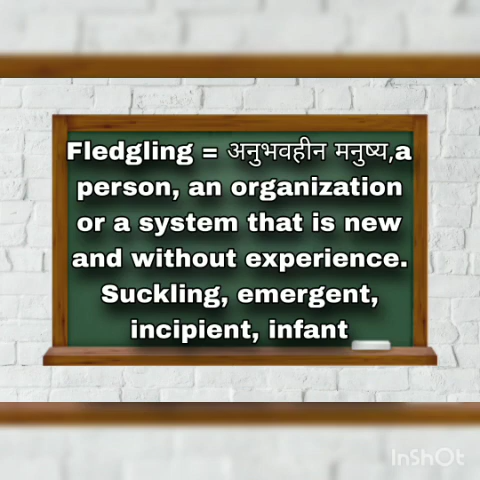 Fledgling = अनुभवहीन मनुष्य,a
person, an organization
or a system that is new
and without experience.
Suckling, emergent,
incipient, infant
InShOt